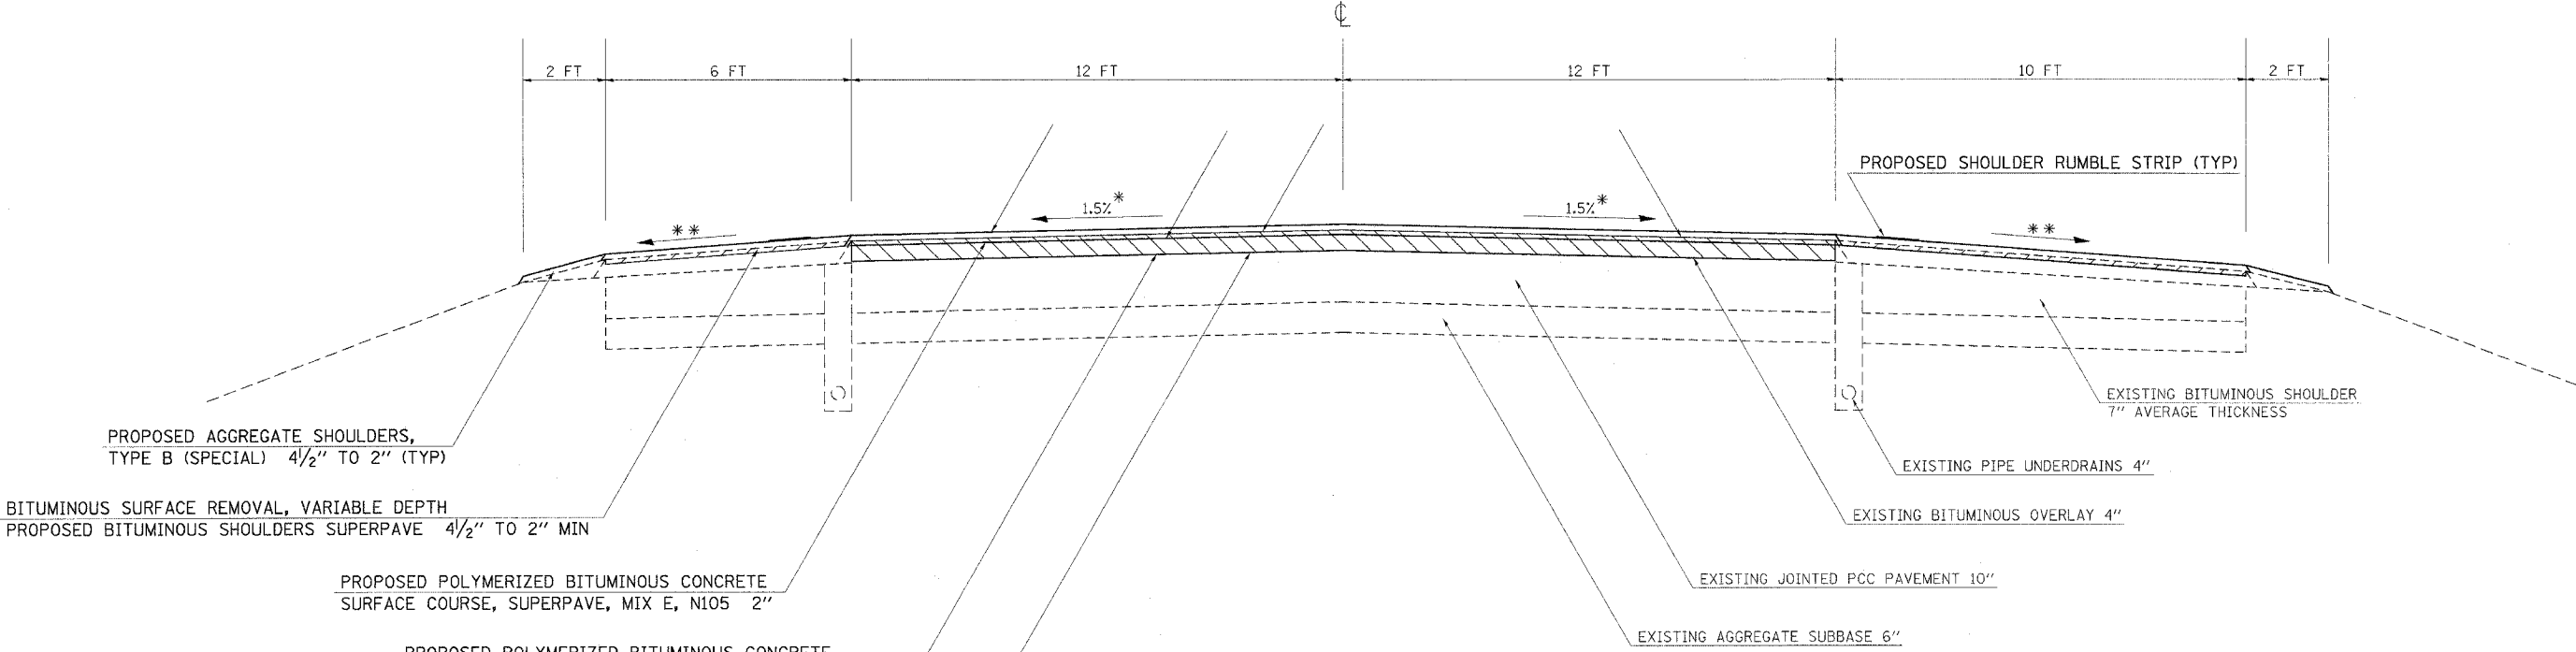 ℄
2 FT
6 FT
12 FT
12 FT
10 FT
2 FT
PROPOSED SHOULDER RUMBLE STRIP (TYP)
1.5%*
1.5%*
**
**
EXISTING BITUMINOUS SHOULDER
7" AVERAGE THICKNESS
PROPOSED AGGREGATE SHOULDERS,
TYPE B (SPECIAL) 4½" TO 2" (TYP)
EXISTING PIPE UNDERDRAINS 4"
BITUMINOUS SURFACE REMOVAL, VARIABLE DEPTH
PROPOSED BITUMINOUS SHOULDERS SUPERPAVE 4½" TO 2" MIN
EXISTING BITUMINOUS OVERLAY 4"
PROPOSED POLYMERIZED BITUMINOUS CONCRETE
SURFACE COURSE, SUPERPAVE, MIX E, N105 2"
EXISTING JOINTED PCC PAVEMENT 10"
EXISTING AGGREGATE SUBBASE 6"
PROPOSED POLYMERIZED BITUMINOUS CONCRETE